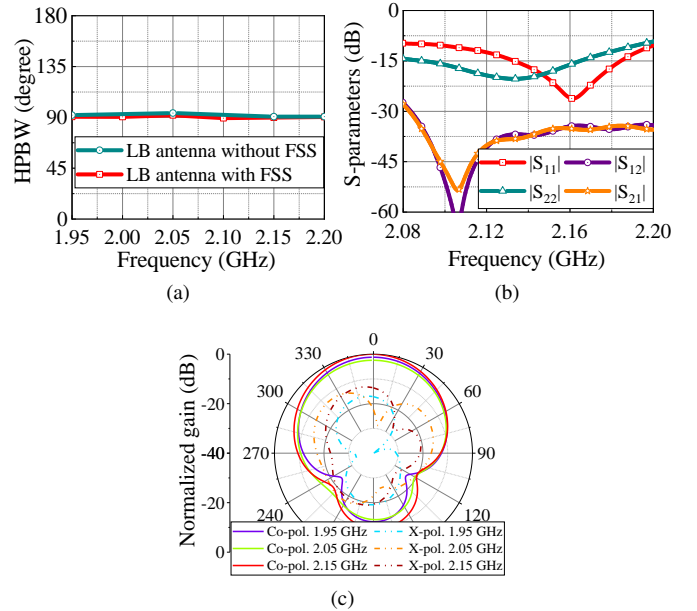 180
135
90
45
0
HPBW (degree)
LB antenna without FSS
LB antenna with FSS
1.95 2.00 2.05 2.10 2.15 2.20
Frequency (GHz)
(a)
0
-15
-30
-45
-60
S-parameters (dB)
|S11| |S12|
|S22| |S21|
2.08 2.12 2.16 2.20
Frequency (GHz)
(b)
Normalized gain (dB)
0
-20
-40
-20
0
0
330 30
300 60
270 90
240 120
Co-pol. 1.95 GHz X-pol. 1.95 GHz
Co-pol. 2.05 GHz X-pol. 2.05 GHz
Co-pol. 2.15 GHz X-pol. 2.15 GHz
(c)